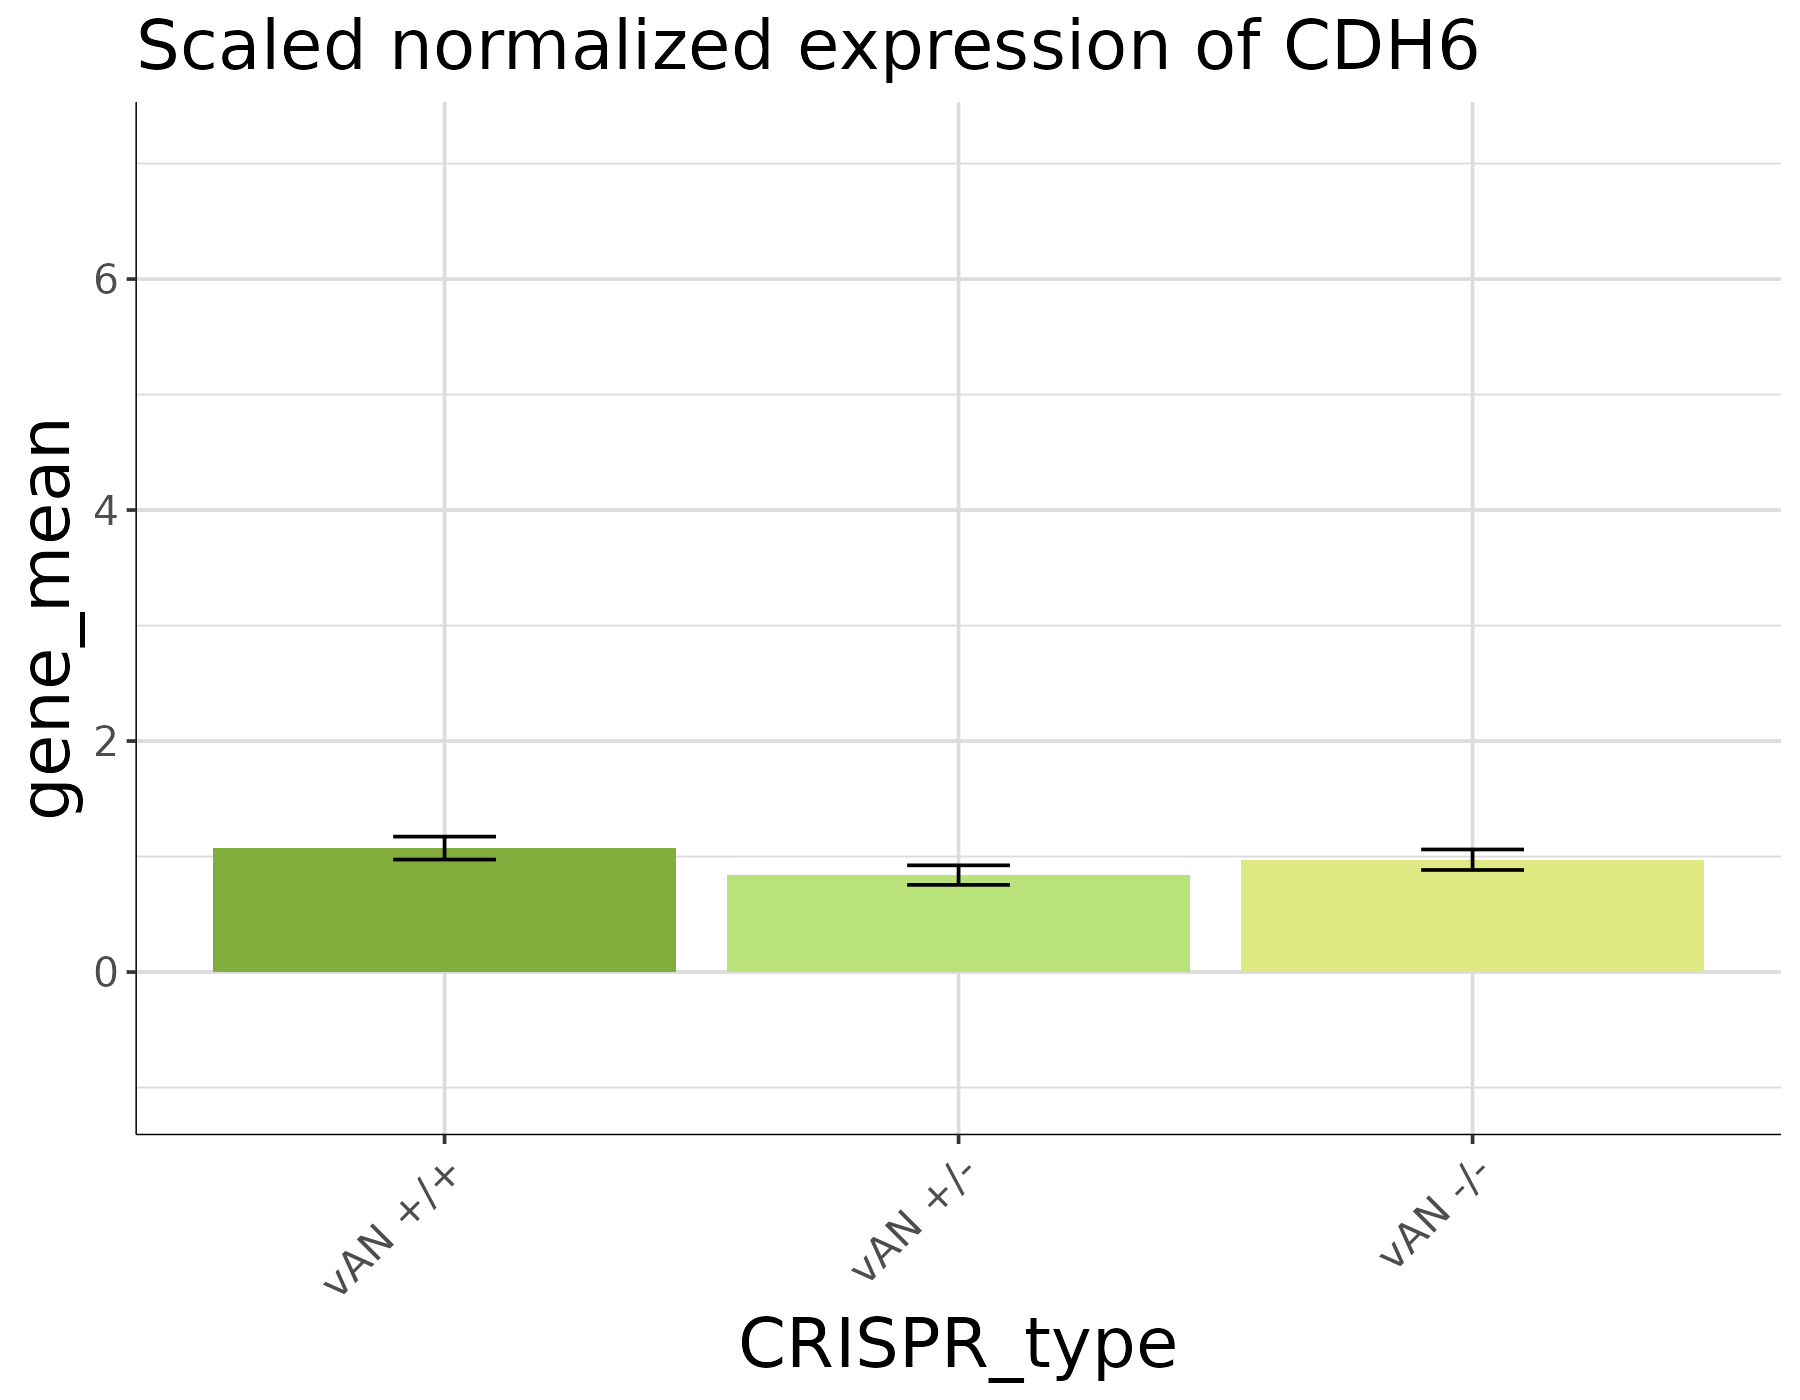 Scaled normalized expression of CDH6
gene_mean
6
4
2
0
vAN +/+
vAN +/-
vAN -/-
CRISPR_type